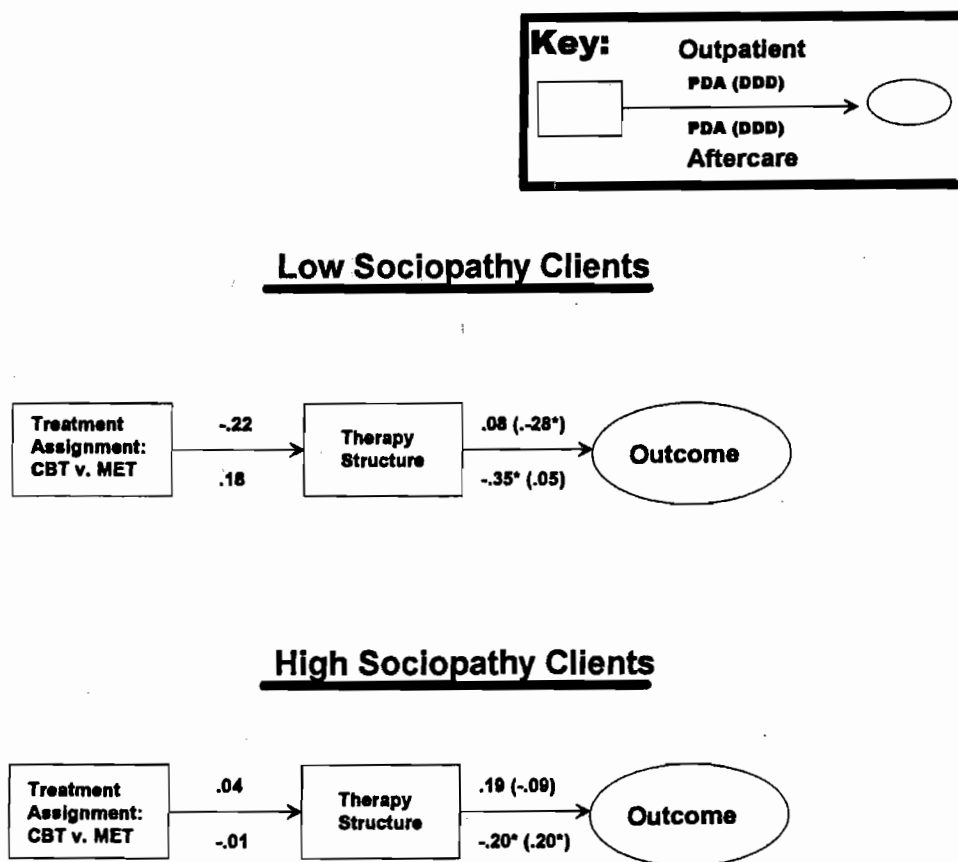 Key:
Outpatient
PDA (DDD)
PDA (DDD)
Aftercare
Low Sociopathy Clients
Treatment
Assignment:
CBT v. MET
-.22
.18
Therapy
Structure
.08 (.-28*)
-.35* (.05)
Outcome
High Sociopathy Clients
Treatment
Assignment:
CBT v. MET
.04
-.01
Therapy
Structure
.19 (-.09)
-.20* (.20*)
Outcome